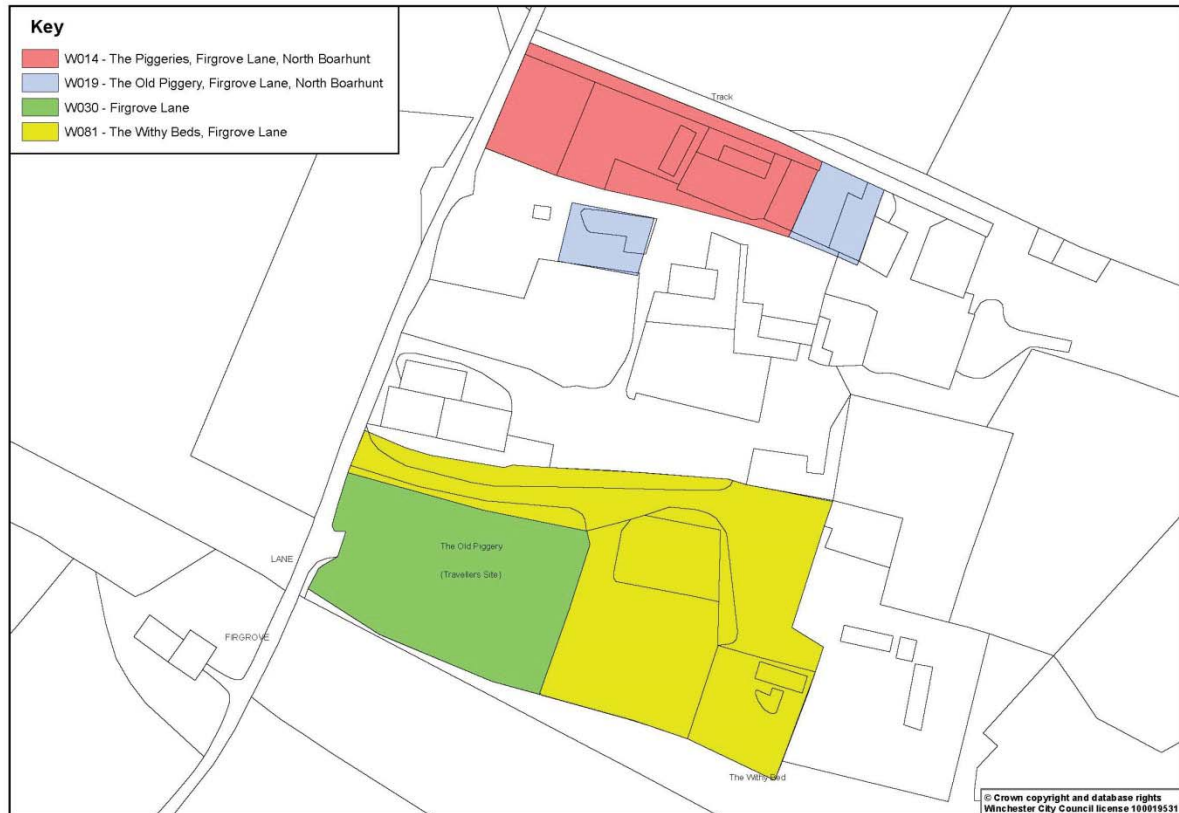 Key
W014 - The Piggeries, Firgrove Lane, North Boarhunt
W019 - The Old Piggery, Firgrove Lane, North Boarhunt
W030 - Firgrove Lane
W081 - The Withy Beds, Firgrove Lane
Track
The Old Piggery
(Travellers Site)
LANE
FIRGROVE
The Withy Bed
© Crown copyright and database rights
Winchester City Council license 100019531